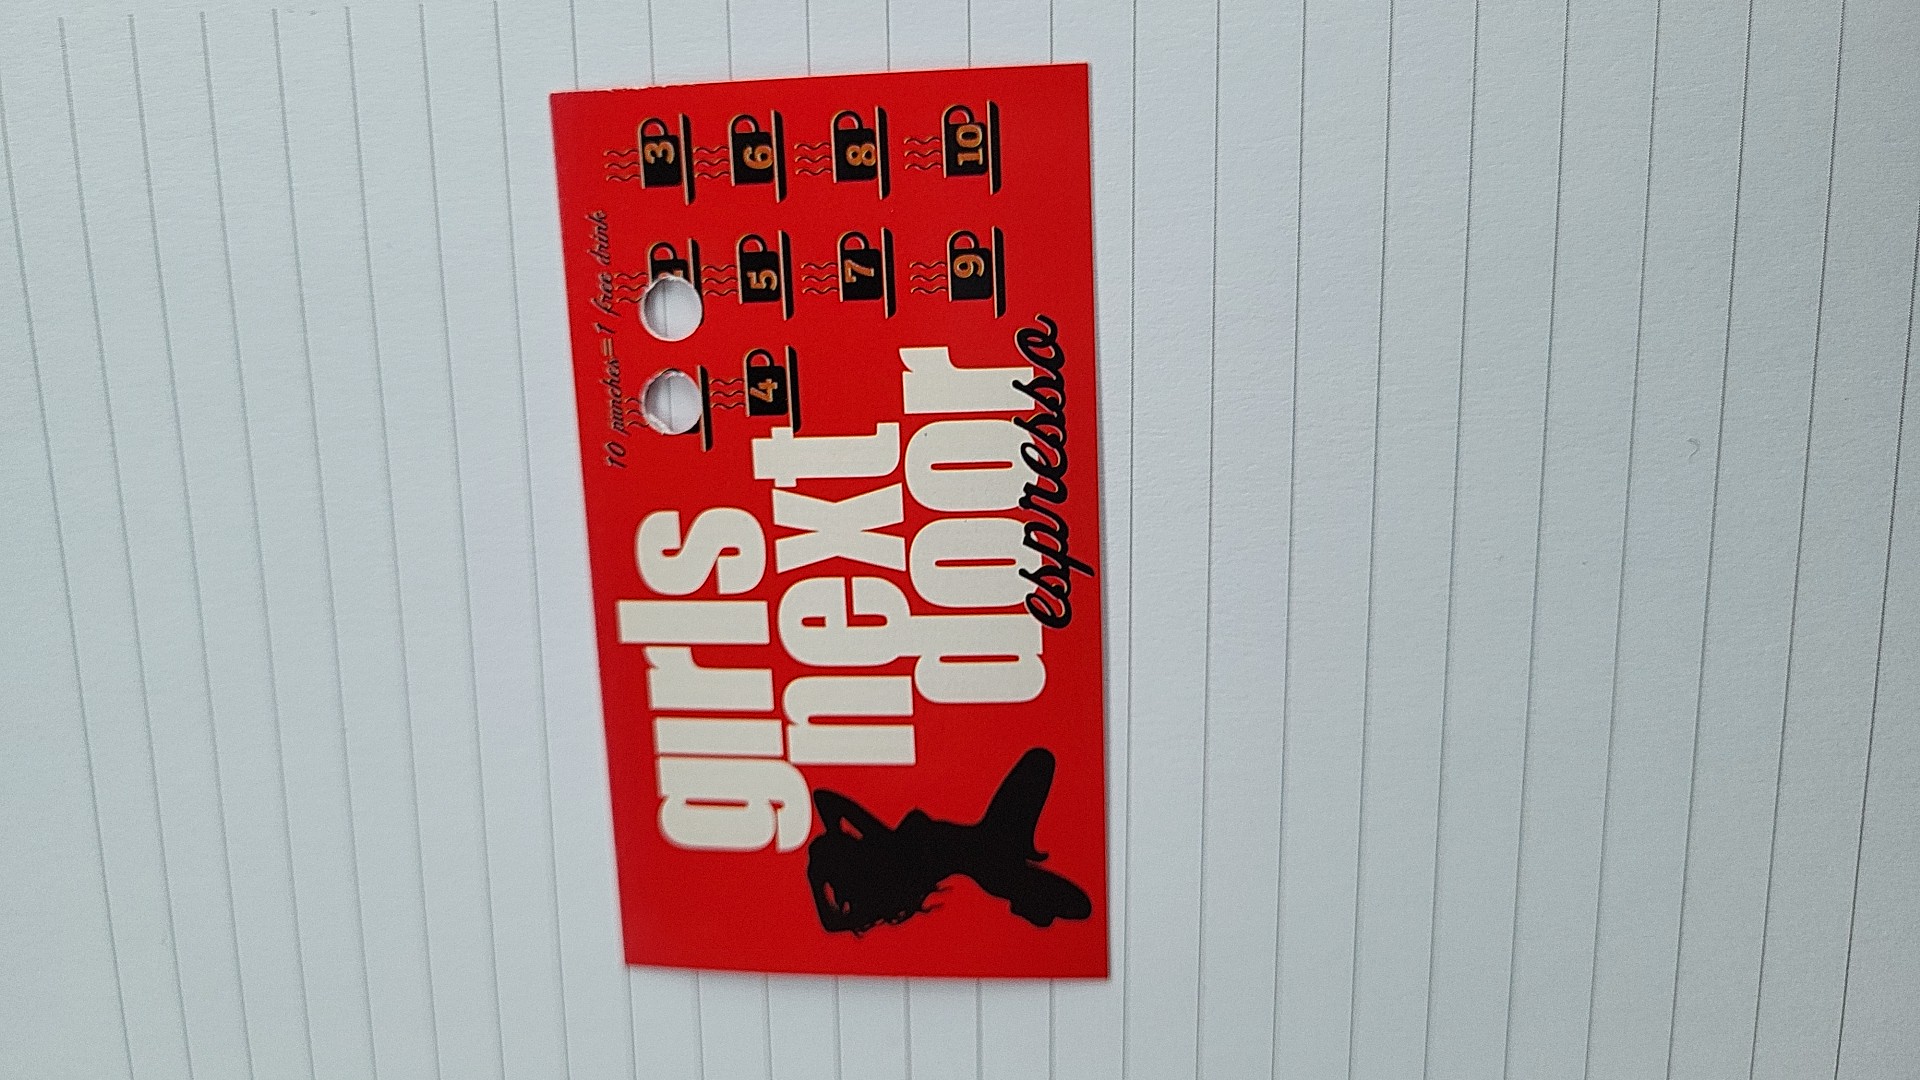 10 punches=1 free drink
3
4 5 6
7 8
9 10
girls
next
door
espresso